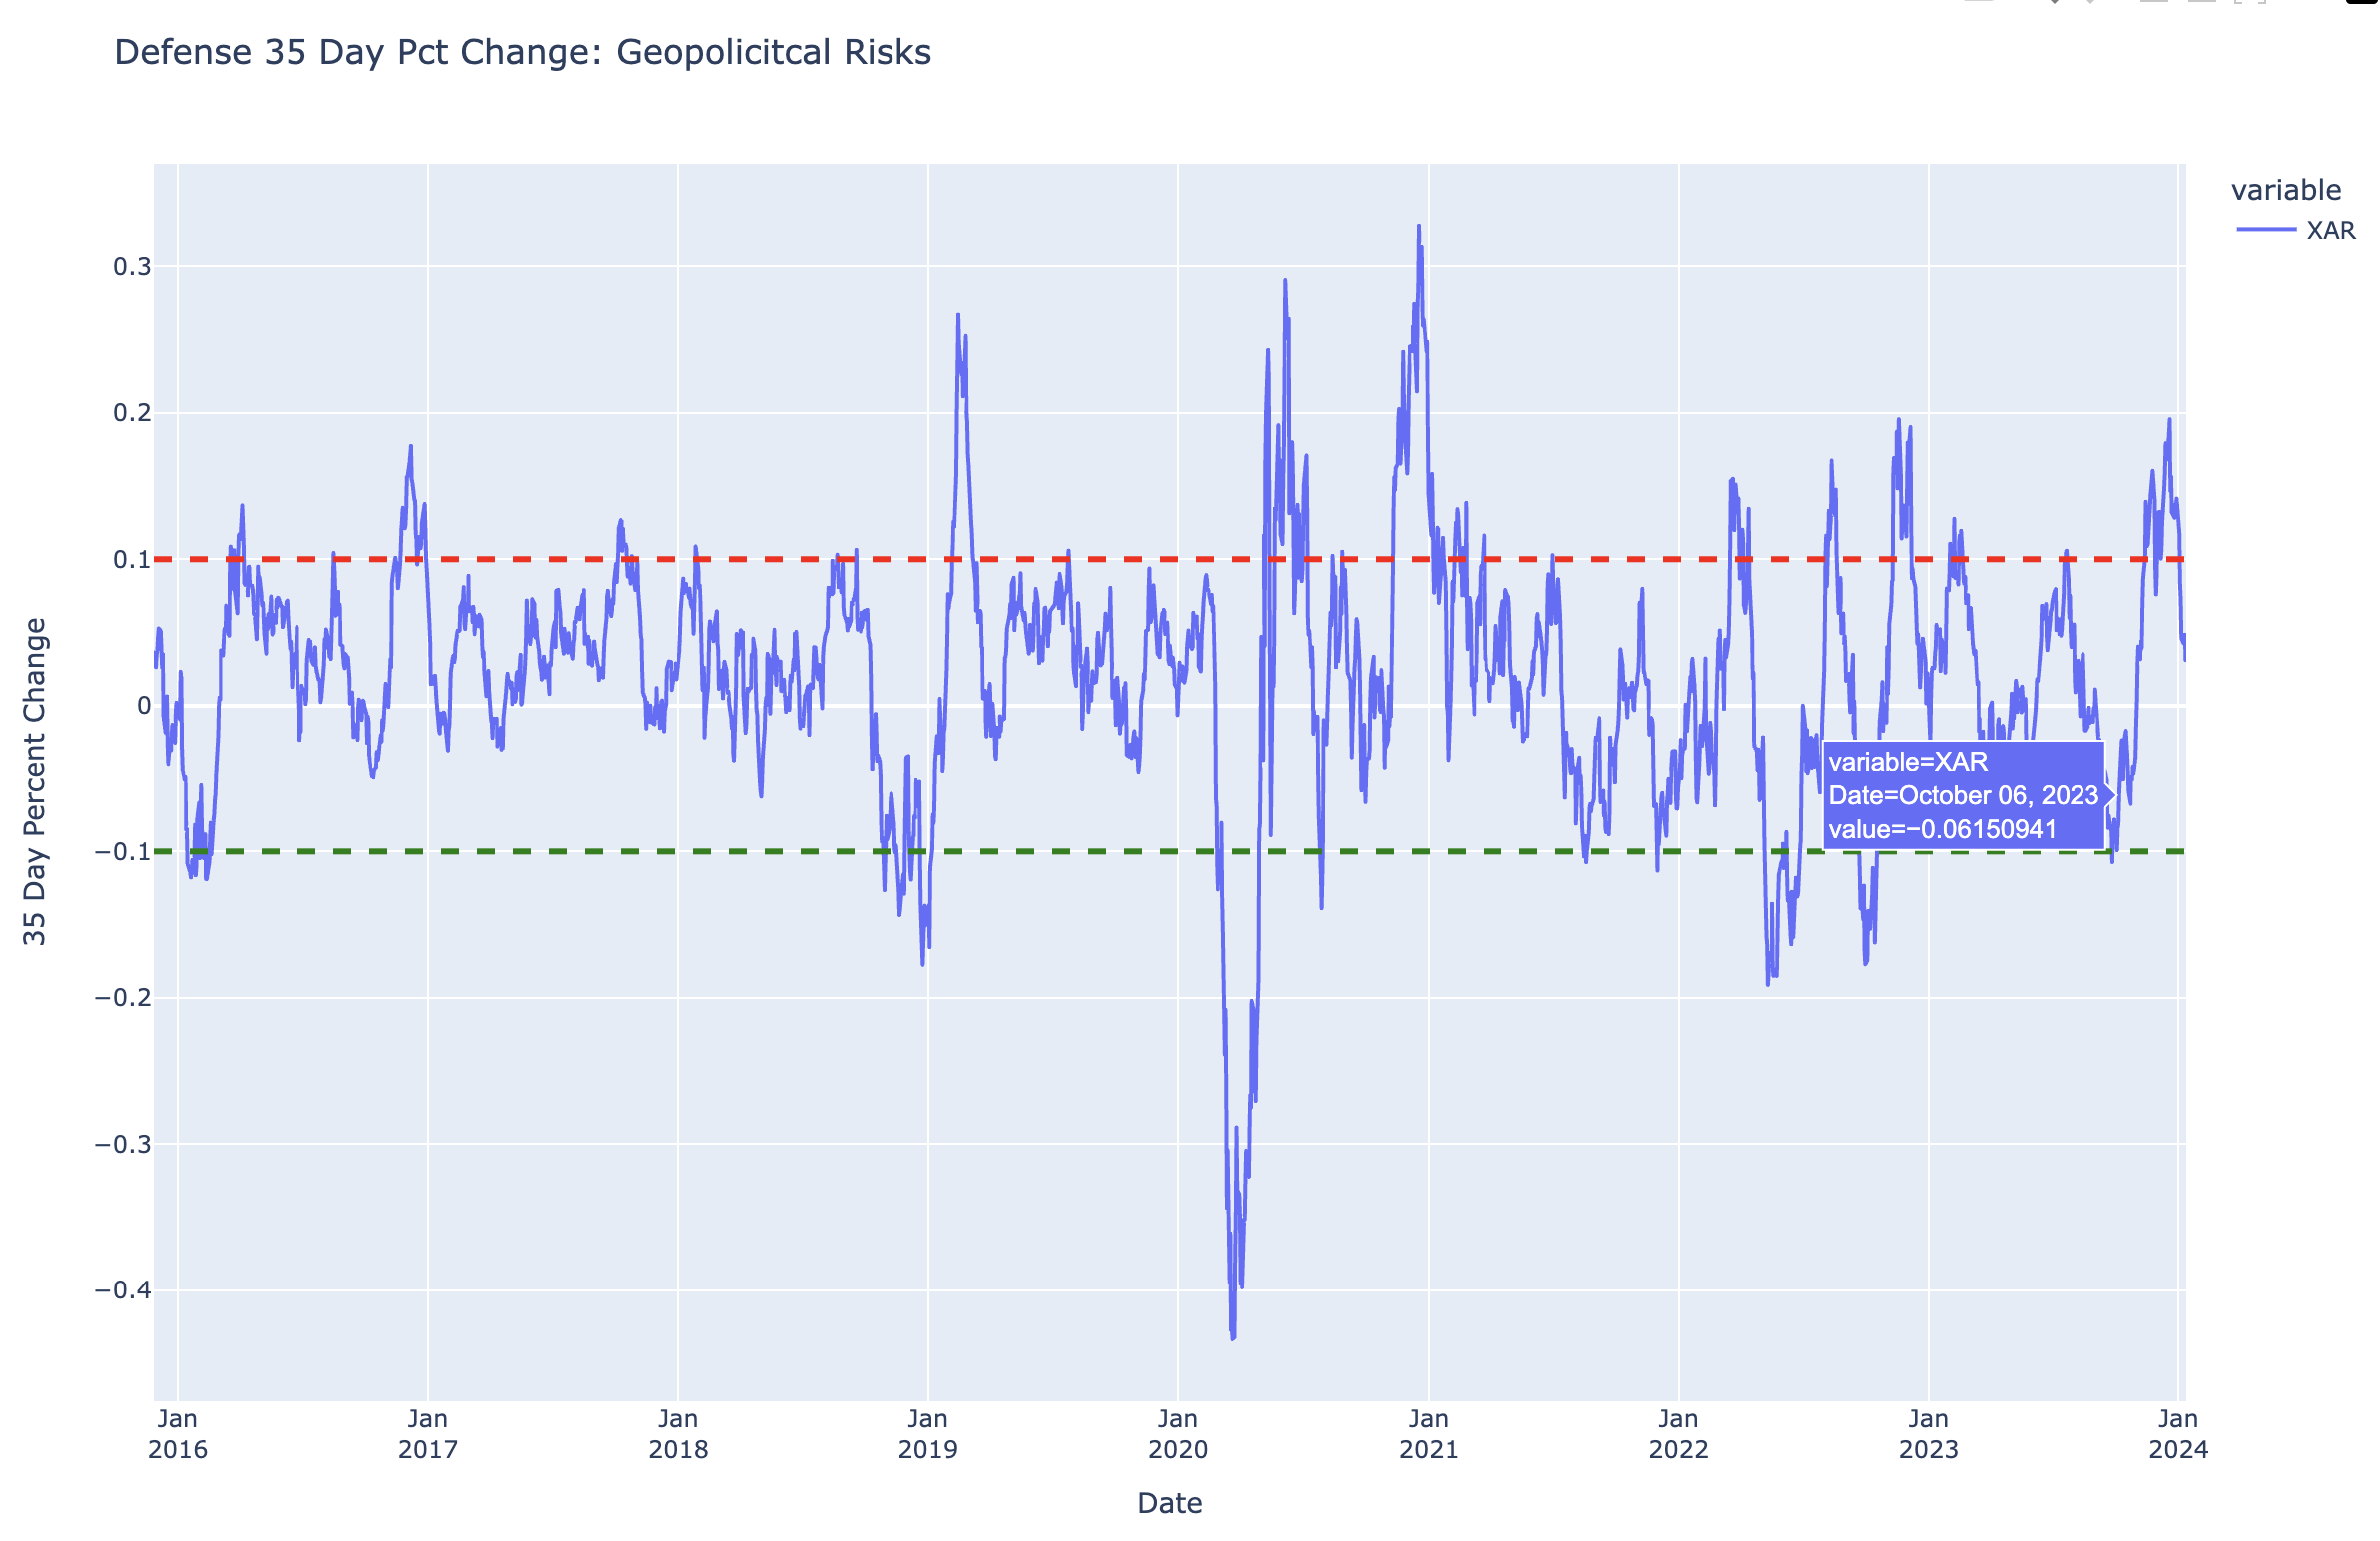 Defense 35 Day Pct Change: Geopolicitcal Risks
variable
XAR
35 Day Percent Change
0.3
0.2
0.1
0
−0.1
−0.2
−0.3
−0.4
variable=XAR
Date=October 06, 2023
value=−0.06150941
Jan
2016
Jan
2017
Jan
2018
Jan
2019
Jan
2020
Jan
2021
Jan
2022
Jan
2023
Jan
2024
Date